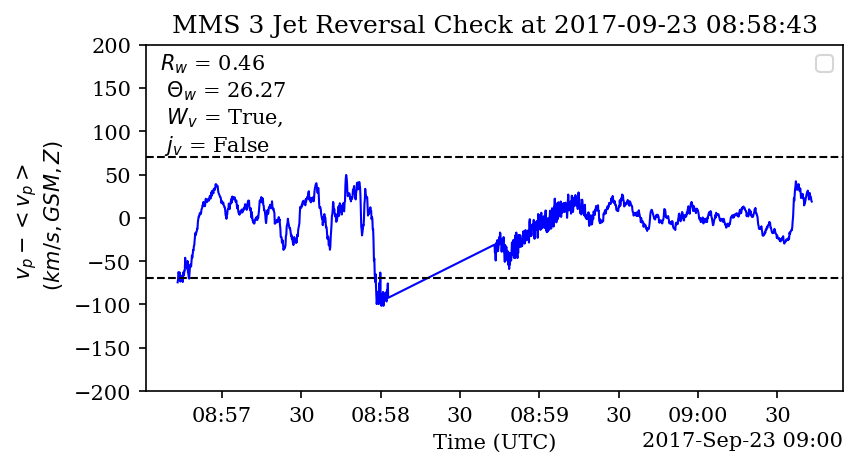 MMS 3 Jet Reversal Check at 2017-09-23 08:58:43
200
150
100
50
0
−50
−100
−150
−200
v_p − < v_p >
(km/s, GSM, Z)
R_w = 0.46
Θ_w = 26.27
W_v = True,
j_v = False
08:57 30 08:58 30 08:59 30 09:00 30
Time (UTC)
2017-Sep-23 09:00